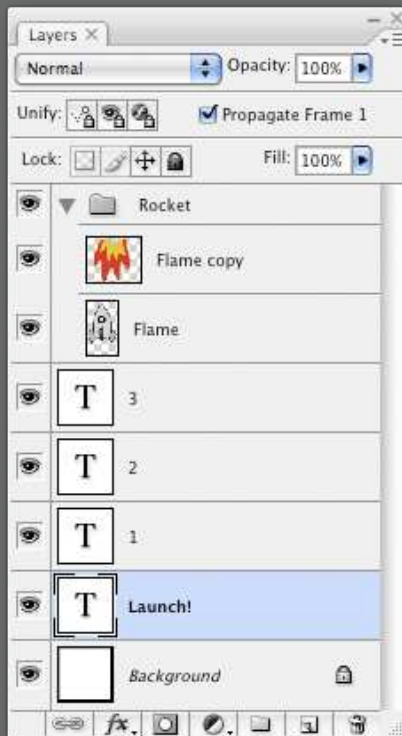 Layers ×
Normal Opacity: 100%
Unify: Propagate Frame 1
Lock: Fill: 100%
Rocket
Flame copy
Flame
T 3
T 2
T 1
T Launch!
Background
fx.